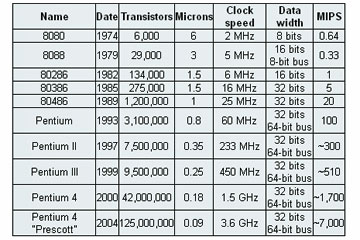 Name Date Transistors Microns Clock speed Data width MIPS
8080 1974 6,000 6 2 MHz 8 bits 0.64
8088 1979 29,000 3 5 MHz 16 bits 8-bit bus 0.33
80286 1982 134,000 1.5 6 MHz 16 bits 1
80386 1985 275,000 1.5 16 MHz 32 bits 5
80486 1989 1,200,000 1 25 MHz 32 bits 20
Pentium 1993 3,100,000 0.8 60 MHz 32 bits 64-bit bus 100
Pentium II 1997 7,500,000 0.35 233 MHz 32 bits 64-bit bus ~300
Pentium III 1999 9,500,000 0.25 450 MHz 32 bits 64-bit bus ~510
Pentium 4 2000 42,000,000 0.18 1.5 GHz 32 bits 64-bit bus ~1,700
Pentium 4 "Prescott" 2004 125,000,000 0.09 3.6 GHz 32 bits 64-bit bus ~7,000